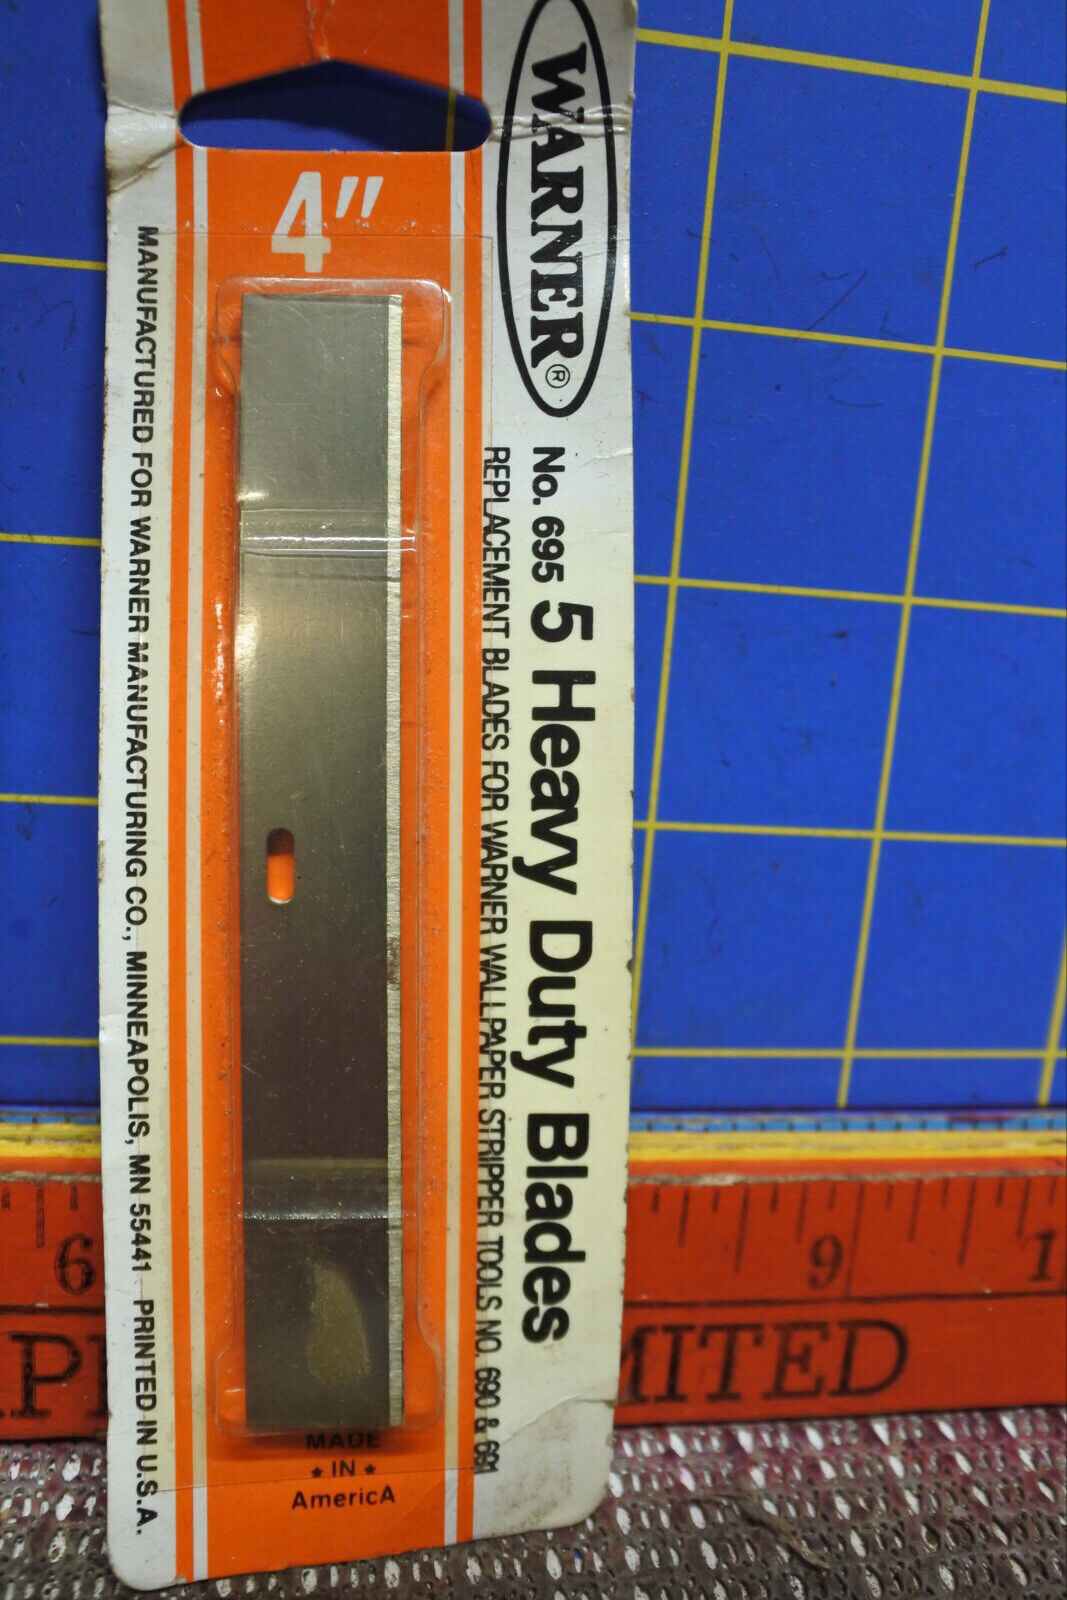 4"
WARNER®
No. 695 5 Heavy Duty Blades
REPLACEMENT BLADES FOR WARNER WALLPAPER STRIPPER TOOLS NO. 690 & 691
MANUFACTURED FOR WARNER MANUFACTURING CO., MINNEAPOLIS, MN 55441 PRINTED IN U.S.A.
MADE
★ IN ★
AmericA
6 9 1
MITED